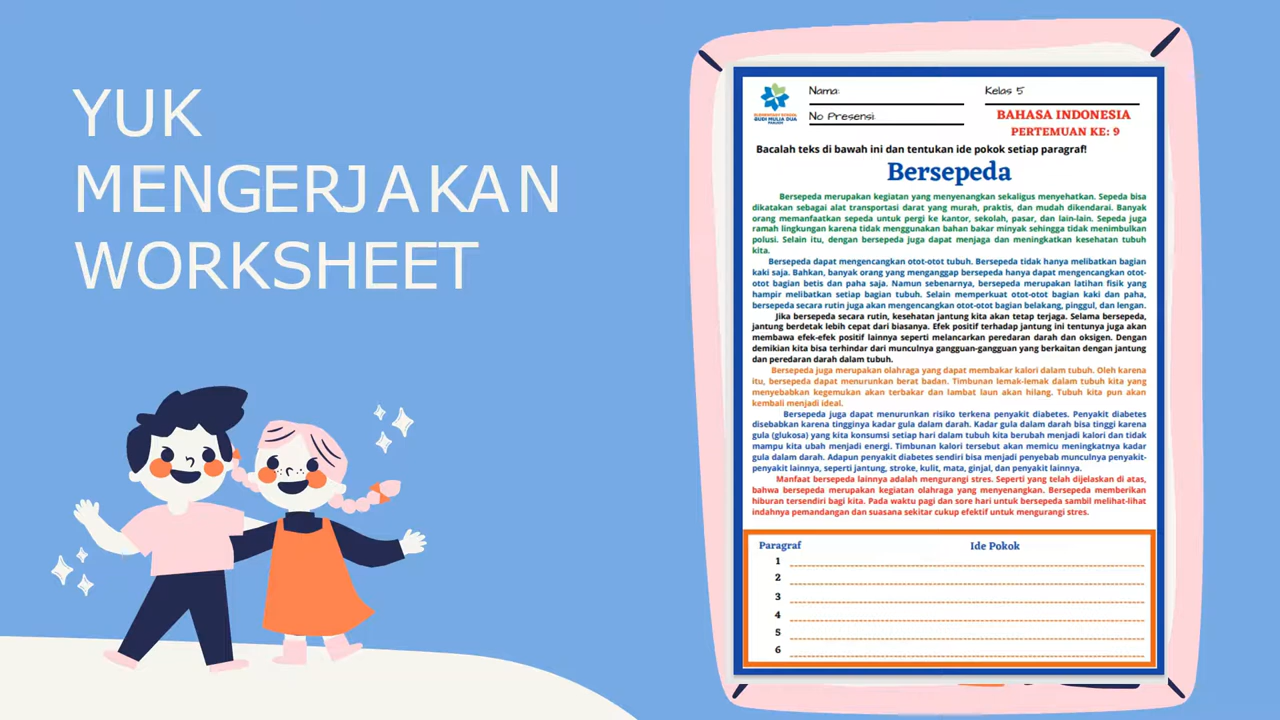 YUK
MENGERJAKAN
WORKSHEET
ELEMENTARY SCHOOL
BUDI MULIA DUA
Nama:
No Presensi:
Kelas 5
BAHASA INDONESIA
PERTEMUAN KE: 9
Bacalah teks di bawah ini dan tentukan ide pokok setiap paragraf!
Bersepeda
Bersepeda merupakan kegiatan yang menyenangkan sekaligus menyehatkan. Sepeda bisa
dikatakan sebagai alat transportasi darat yang murah, praktis, dan mudah dikendarai. Banyak
orang memanfaatkan sepeda untuk pergi ke kantor, sekolah, pasar, dan lain-lain. Sepeda juga
ramah lingkungan karena tidak menggunakan bahan bakar minyak sehingga tidak menimbulkan
polusi. Selain itu, dengan bersepeda juga dapat menjaga dan meningkatkan kesehatan tubuh
kita.
Bersepeda dapat mengencangkan otot-otot tubuh. Bersepeda tidak hanya melibatkan bagian
kaki saja. Bahkan, banyak orang yang menganggap bersepeda hanya dapat mengencangkan otot-
otot bagian betis dan paha saja. Namun sebenarnya, bersepeda merupakan latihan fisik yang
hampir melibatkan setiap bagian tubuh. Selain memperkuat otot-otot bagian kaki dan paha,
bersepeda secara rutin juga akan mengencangkan otot-otot bagian belakang, pinggul, dan lengan.
Jika bersepeda secara rutin, kesehatan jantung kita akan tetap terjaga. Selama bersepeda,
jantung berdetak lebih cepat dari biasanya. Efek positif terhadap jantung ini tentunya juga akan
membawa efek-efek positif lainnya seperti melancarkan peredaran darah dan oksigen. Dengan
demikian kita bisa terhindar dari munculnya gangguan-gangguan yang berkaitan dengan jantung
dan peredaran darah dalam tubuh.
Bersepeda juga merupakan olahraga yang dapat membakar kalori dalam tubuh. Oleh karena
itu, bersepeda dapat menurunkan berat badan. Timbunan lemak-lemak dalam tubuh kita yang
menyebabkan kegemukan akan terbakar dan lambat laun akan hilang. Tubuh kita pun akan
kembali menjadi ideal.
Bersepeda juga dapat menurunkan risiko terkena penyakit diabetes. Penyakit diabetes
disebabkan karena tingginya kadar gula dalam darah. Kadar gula dalam darah bisa tinggi karena
gula (glukosa) yang kita konsumsi setiap hari dalam tubuh kita berubah menjadi kalori dan tidak
mampu kita ubah menjadi energi. Timbunan kalori tersebut akan memicu meningkatnya kadar
gula dalam darah. Adapun penyakit diabetes sendiri bisa menjadi penyebab munculnya penyakit-
penyakit lainnya, seperti jantung, stroke, kulit, mata, ginjal, dan penyakit lainnya.
Manfaat bersepeda lainnya adalah mengurangi stres. Seperti yang telah dijelaskan di atas,
bahwa bersepeda merupakan kegiatan olahraga yang menyenangkan. Bersepeda memberikan
hiburan tersendiri bagi kita. Pada waktu pagi dan sore hari untuk bersepeda sambil melihat-lihat
indahnya pemandangan dan suasana sekitar cukup efektif untuk mengurangi stres.
Paragraf Ide Pokok
1
2
3
4
5
6